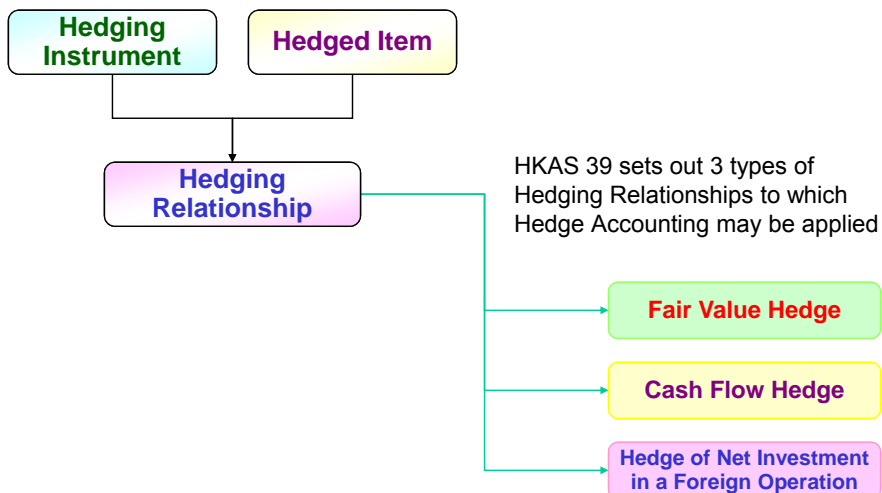 Hedging
Instrument
Hedged Item
Hedging
Relationship
HKAS 39 sets out 3 types of
Hedging Relationships to which
Hedge Accounting may be applied
Fair Value Hedge
Cash Flow Hedge
Hedge of Net Investment
in a Foreign Operation